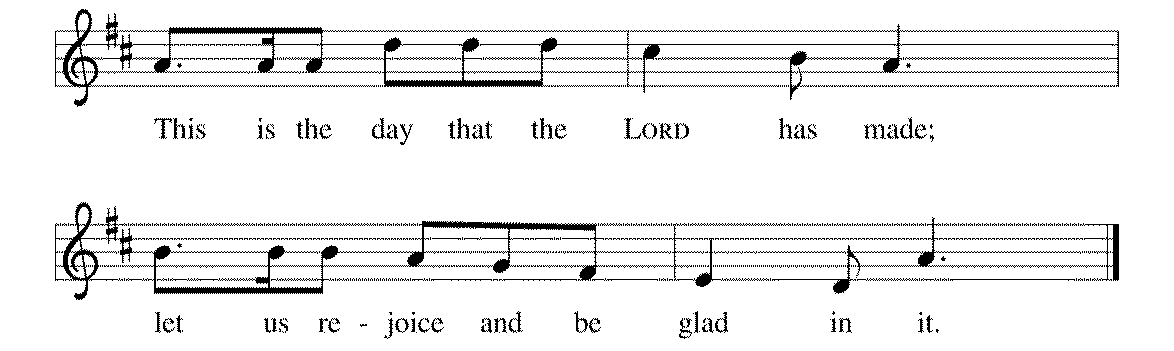 This is the day that the LORD has made;
let us re - joice and be glad in it.